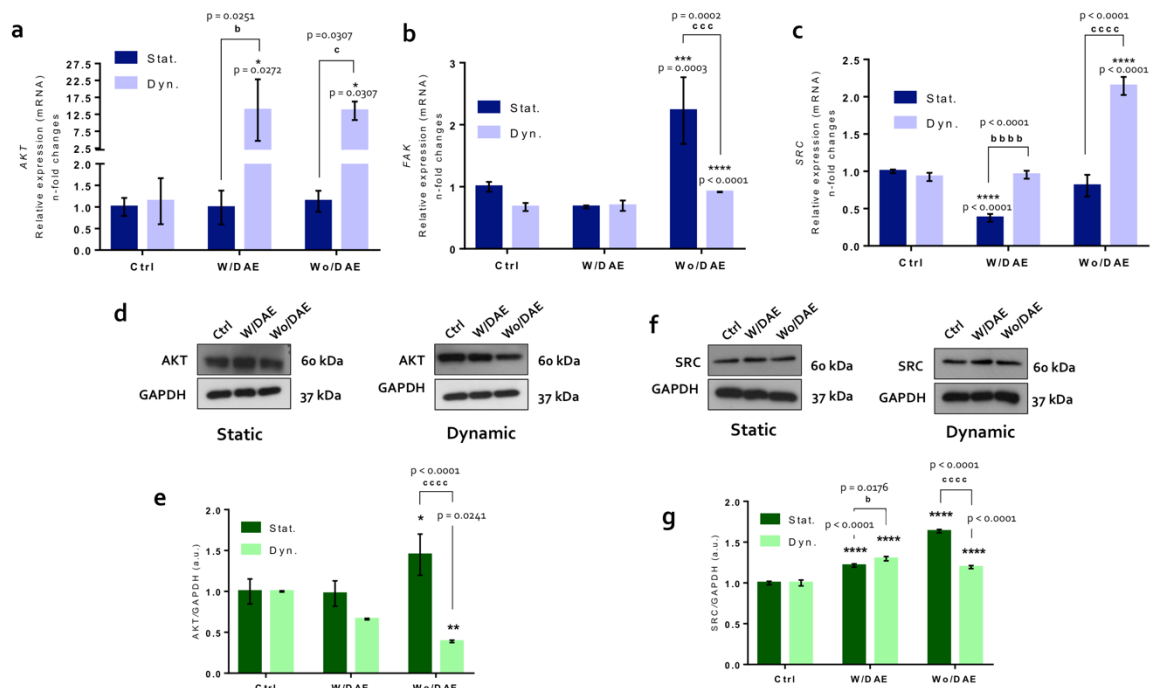 a
p = 0.0251
b
p = 0.0307
c
*
p = 0.0272
*
p = 0.0307
Stat.
Dyn.
AKT
Relative expression (mRNA)
n-fold changes
27.5
22.5
17.5
12.5
7.5
2.5
2.0
1.5
1.0
0.5
0.0
Ctrl
W/DAE
Wo/DAE
b
p = 0.0002
c c c
***
p = 0.0003
****
p < 0.0001
Stat.
Dyn.
FAK
Relative expression (mRNA)
n-fold changes
4
3
2
1
0
Ctrl
W/DAE
Wo/DAE
c
p < 0.0001
c c c c
****
p < 0.0001
p < 0.0001
b b b b
****
p < 0.0001
Stat.
Dyn.
SRC
Relative expression (mRNA)
n-fold changes
2.5
2.0
1.5
1.0
0.5
0.0
Ctrl
W/DAE
Wo/DAE
d
Ctrl W/DAE Wo/DAE
AKT 60 kDa
GAPDH 37 kDa
Static
Ctrl W/DAE Wo/DAE
AKT 60 kDa
GAPDH 37 kDa
Dynamic
f
Ctrl W/DAE Wo/DAE
SRC 60 kDa
GAPDH 37 kDa
Static
Ctrl W/DAE Wo/DAE
SRC 60 kDa
GAPDH 37 kDa
Dynamic
e
p < 0.0001
c c c c
*
p = 0.0241
**
Stat.
Dyn.
AKT/GAPDH (a.u.)
2.0
1.5
1.0
0.5
0.0
Ctrl
W/DAE
Wo/DAE
g
p = 0.0176
b
p < 0.0001
****
****
p < 0.0001
c c c c
****
p < 0.0001
****
Stat.
Dyn.
SRC/GAPDH (a.u.)
2.0
1.5
1.0
0.5
0.0
Ctrl
W/DAE
Wo/DAE